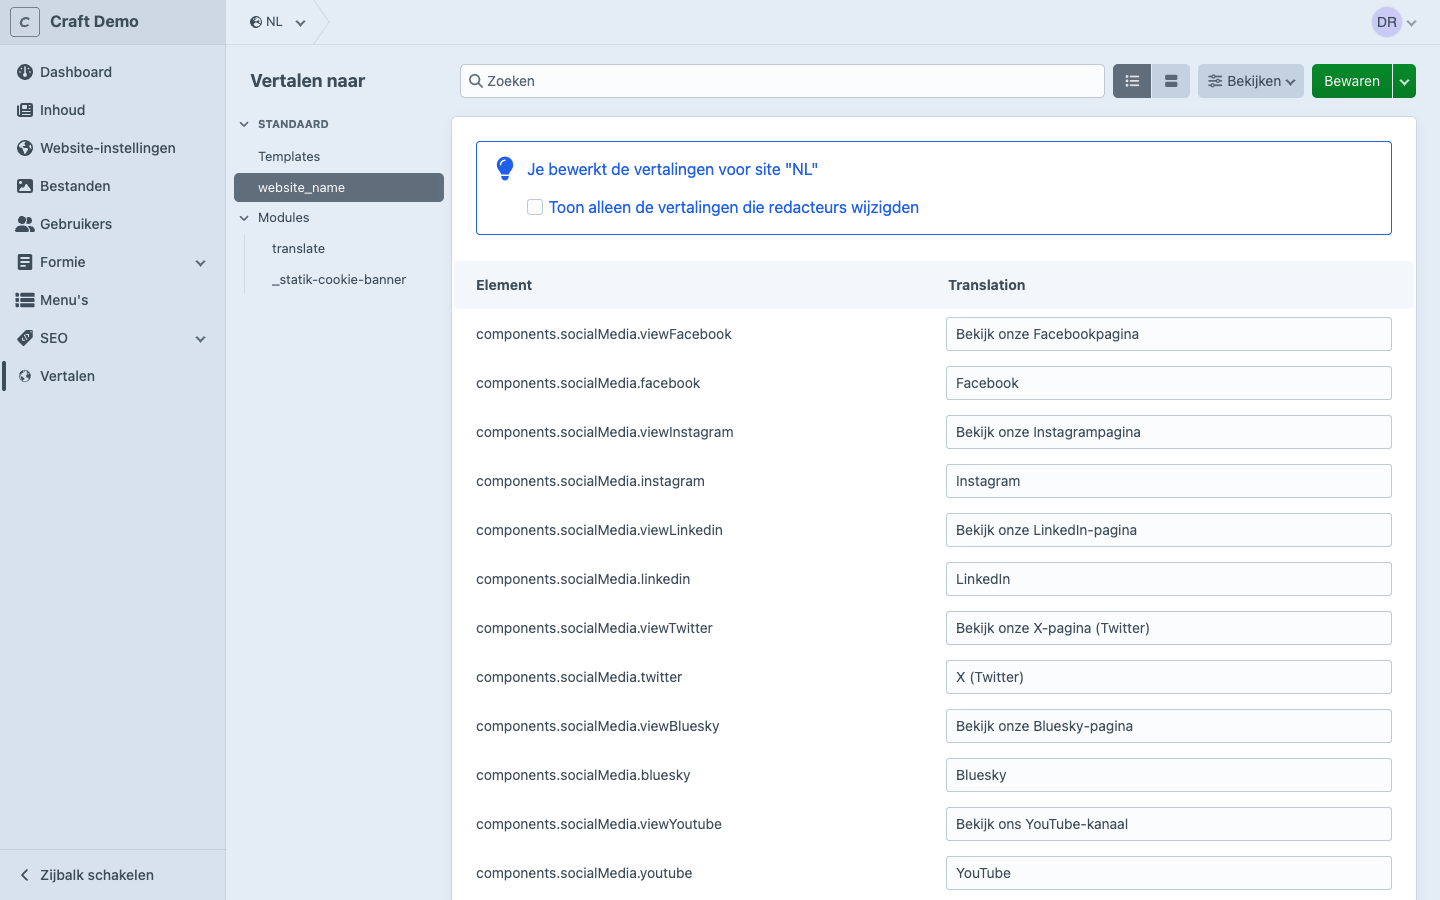 C Craft Demo
NL
DR
Dashboard
Inhoud
Website-instellingen
Bestanden
Gebruikers
Formie
Menu's
SEO
Vertalen
Zijbalk schakelen
Vertalen naar
Zoeken
Bekijken
Bewaren
STANDAARD
Templates
website_name
Modules
translate
_statik-cookie-banner
Je bewerkt de vertalingen voor site "NL"
Toon alleen de vertalingen die redacteurs wijzigden
Element Translation
components.socialMedia.viewFacebook Bekijk onze Facebookpagina
components.socialMedia.facebook Facebook
components.socialMedia.viewInstagram Bekijk onze Instagrampagina
components.socialMedia.instagram Instagram
components.socialMedia.viewLinkedin Bekijk onze LinkedIn-pagina
components.socialMedia.linkedin LinkedIn
components.socialMedia.viewTwitter Bekijk onze X-pagina (Twitter)
components.socialMedia.twitter X (Twitter)
components.socialMedia.viewBluesky Bekijk onze Bluesky-pagina
components.socialMedia.bluesky Bluesky
components.socialMedia.viewYoutube Bekijk ons YouTube-kanaal
components.socialMedia.youtube YouTube